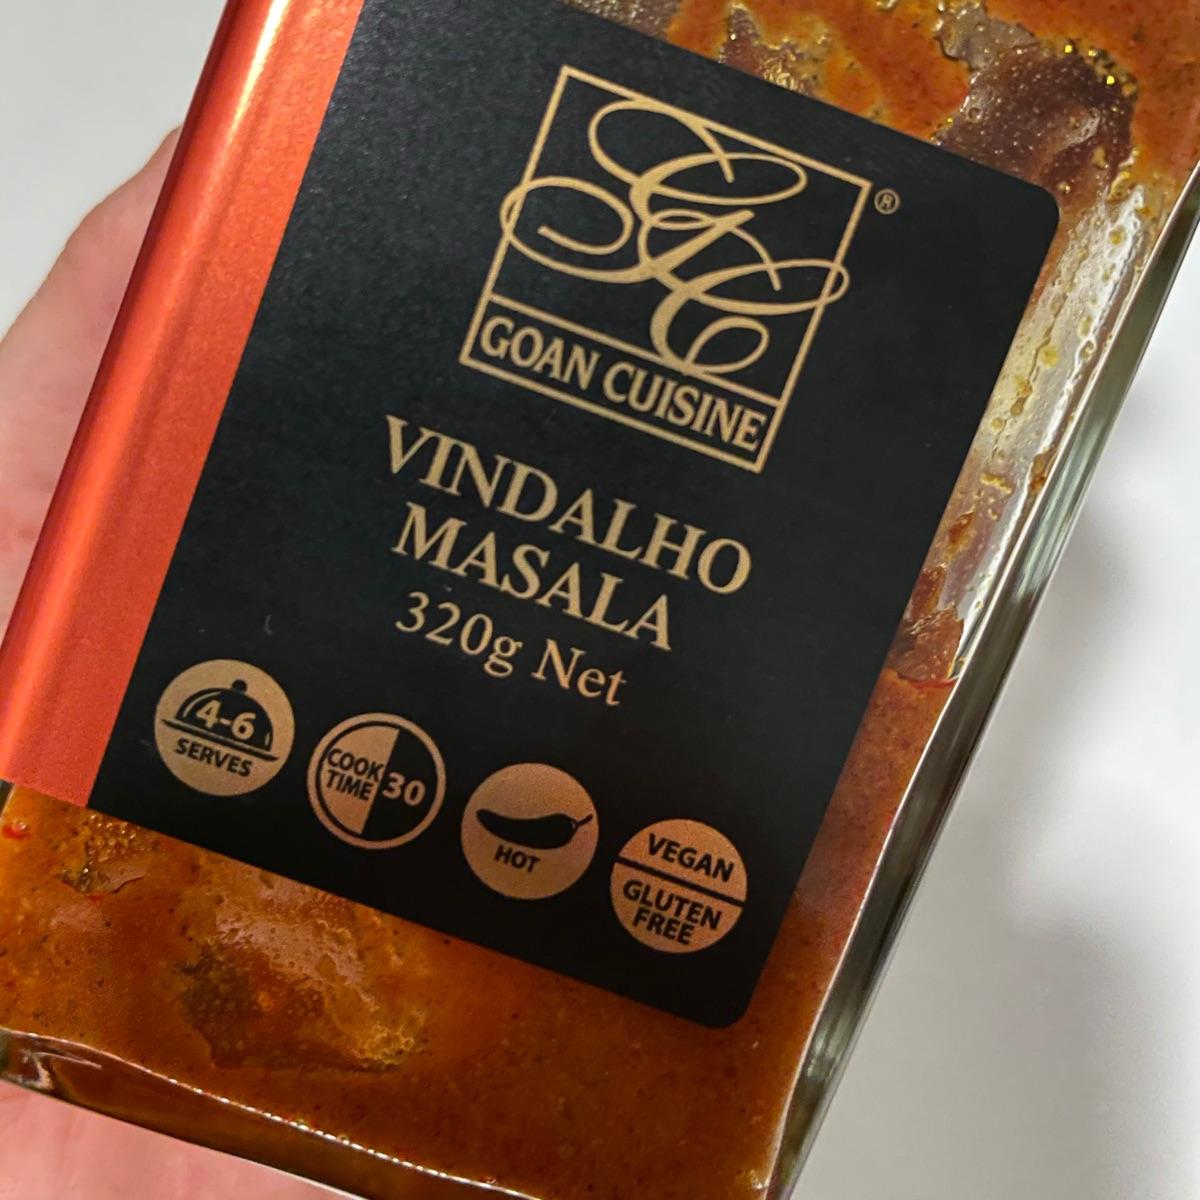 GC
®
GOAN CUISINE
VINDALHO
MASALA
320g Net
4-6
SERVES
COOK
TIME
30
HOT
VEGAN
GLUTEN
FREE